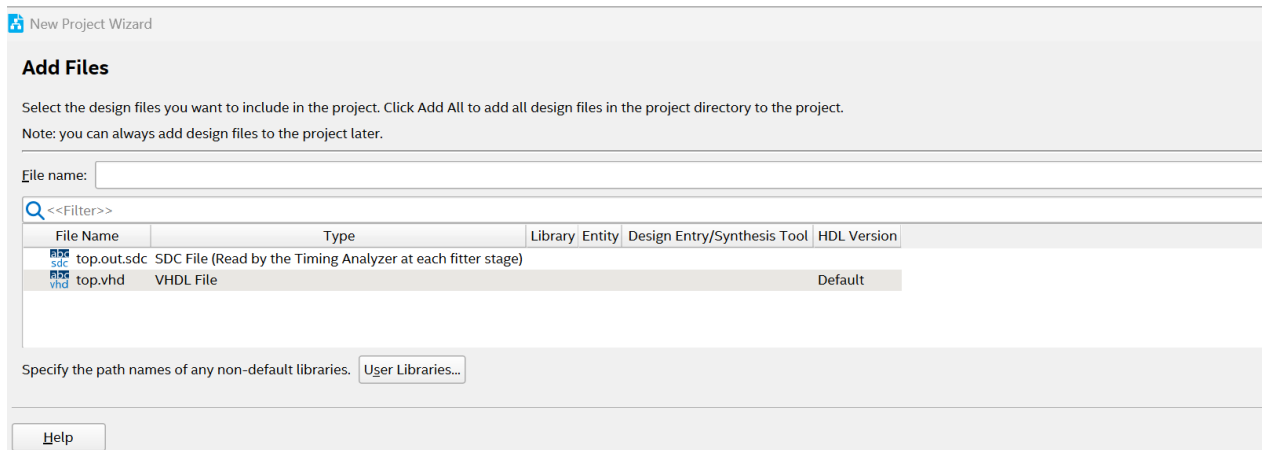 New Project Wizard
Add Files
Select the design files you want to include in the project. Click Add All to add all design files in the project directory to the project.
Note: you can always add design files to the project later.
File name:
<<Filter>>
File Name Type Library Entity Design Entry/Synthesis Tool HDL Version
abc sdc top.out.sdc SDC File (Read by the Timing Analyzer at each fitter stage)
abc vhd top.vhd VHDL File Default
Specify the path names of any non-default libraries. User Libraries...
Help